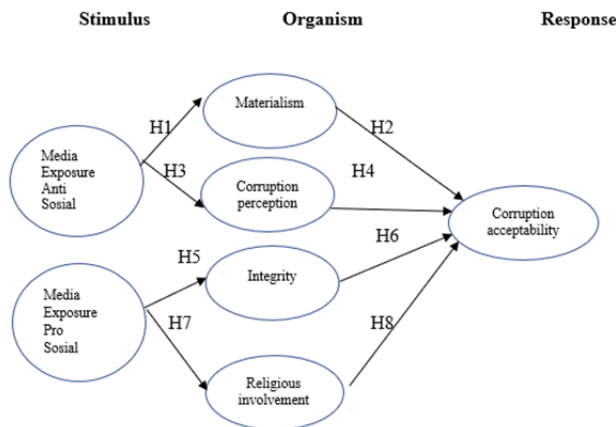 Stimulus Organism Response
Materialism
H1
H2
Media
Exposure
Anti
Sosial
H3
Corruption
perception
H4
Corruption
acceptability
H5
Integrity
H6
Media
Exposure
Pro
Sosial
H7
H8
Religious
involvement